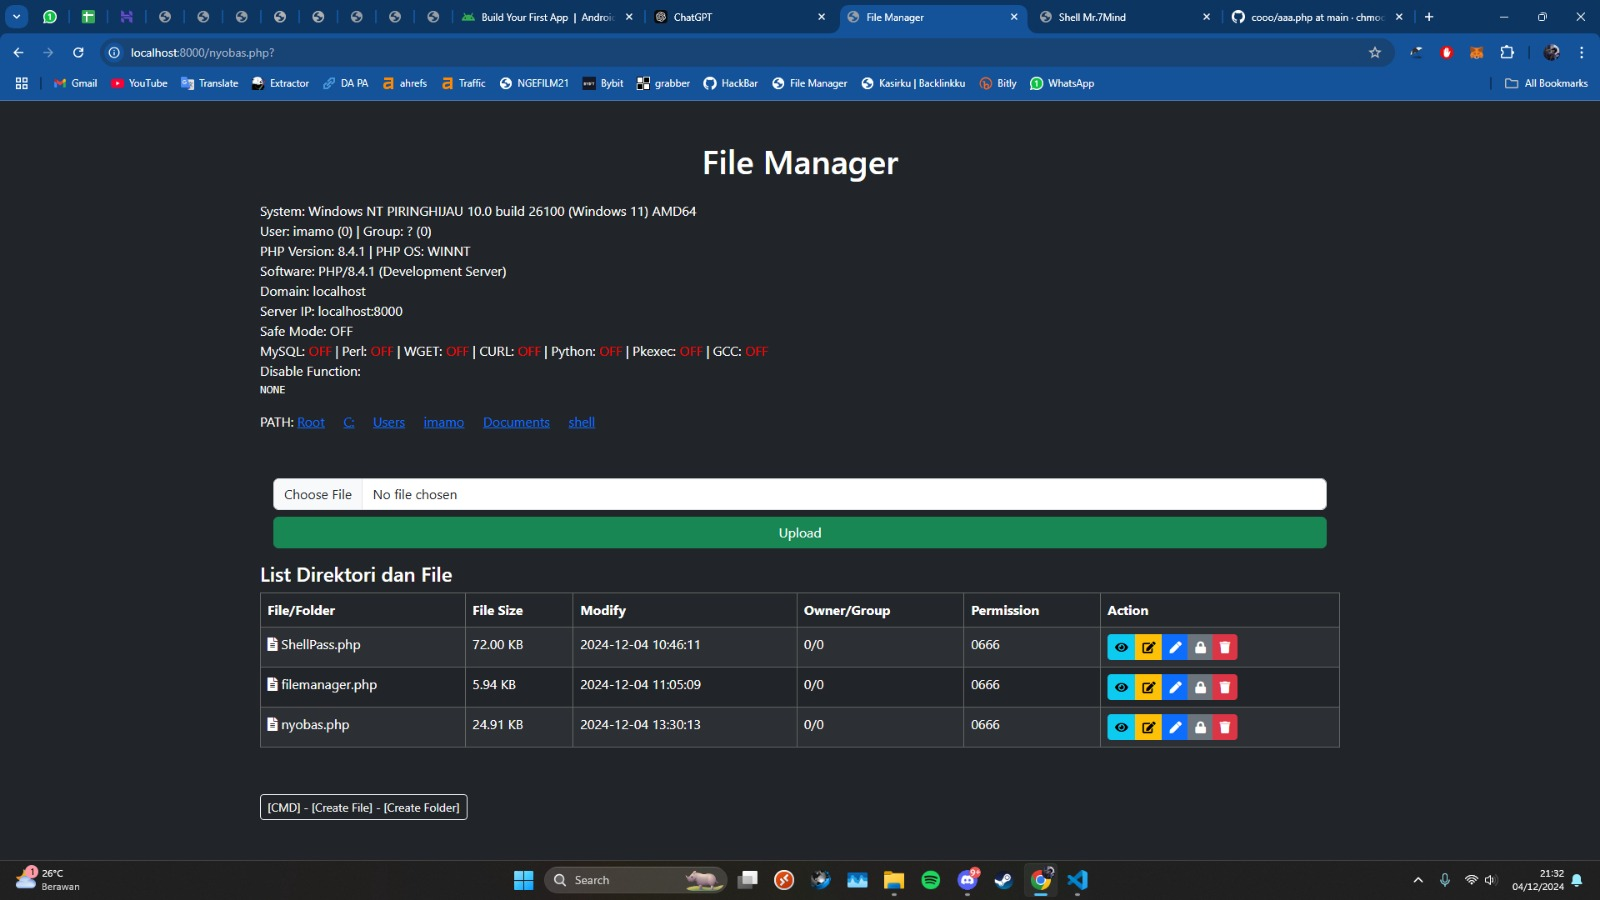 Build Your First App | Androi
ChatGPT
File Manager
Shell Mr.7Mind
cooo/aaa.php at main · chmo
localhost:8000/nyobas.php?
Gmail
YouTube
Translate
Extractor
DA PA
ahrefs
Traffic
NGEFILM21
Bybit
grabber
HackBar
File Manager
Kasirku | Backlinkku
Bitly
WhatsApp
All Bookmarks
File Manager
System: Windows NT PIRINGHIJAU 10.0 build 26100 (Windows 11) AMD64
User: imamo (0) | Group: ? (0)
PHP Version: 8.4.1 | PHP OS: WINNT
Software: PHP/8.4.1 (Development Server)
Domain: localhost
Server IP: localhost:8000
Safe Mode: OFF
MySQL: OFF | Perl: OFF | WGET: OFF | CURL: OFF | Python: OFF | Pkexec: OFF | GCC: OFF
Disable Function:
NONE
PATH: Root C: Users imamo Documents shell
Choose File No file chosen
Upload
List Direktori dan File
File/Folder File Size Modify Owner/Group Permission Action
ShellPass.php 72.00 KB 2024-12-04 10:46:11 0/0 0666
filemanager.php 5.94 KB 2024-12-04 11:05:09 0/0 0666
nyobas.php 24.91 KB 2024-12-04 13:30:13 0/0 0666
[CMD] - [Create File] - [Create Folder]
1
26°C
Berawan
Search
9+
21:32
04/12/2024